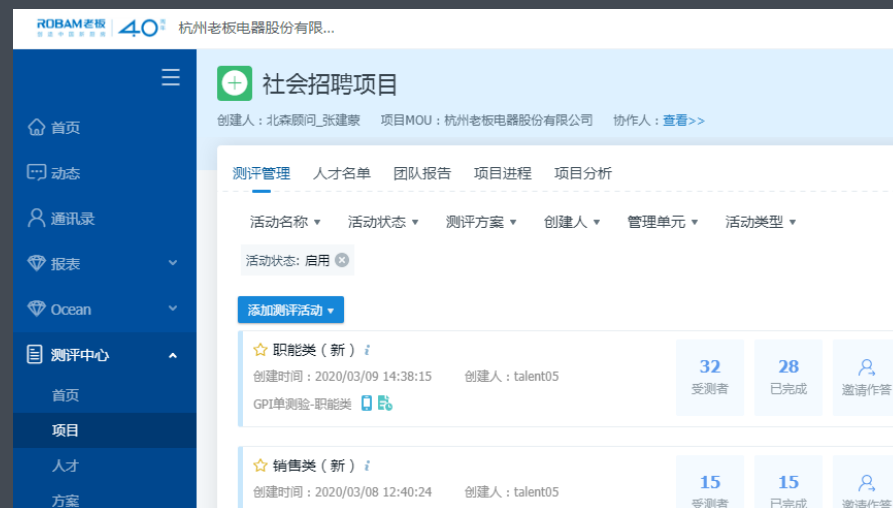 ROBAM老板 40 杭州老板电器股份有限...
社会招聘项目
创建人：北森顾问_张建蒙 项目MOU：杭州老板电器股份有限公司 协作人：查看>>
首页
动态
通讯录
报表
Ocean
测评中心
首页
项目
人才
方案
测评管理 人才名单 团队报告 项目进程 项目分析
活动名称 活动状态 测评方案 创建人 管理单元 活动类型
活动状态: 启用
添加测评活动
职能类（新）
创建时间：2020/03/09 14:38:15 创建人：talent05
GPI单测验-职能类
32 28
受测者 已完成 邀请作答
销售类（新）
创建时间：2020/03/08 12:40:24 创建人：talent05
15 15
受测者 已完成 邀请作答